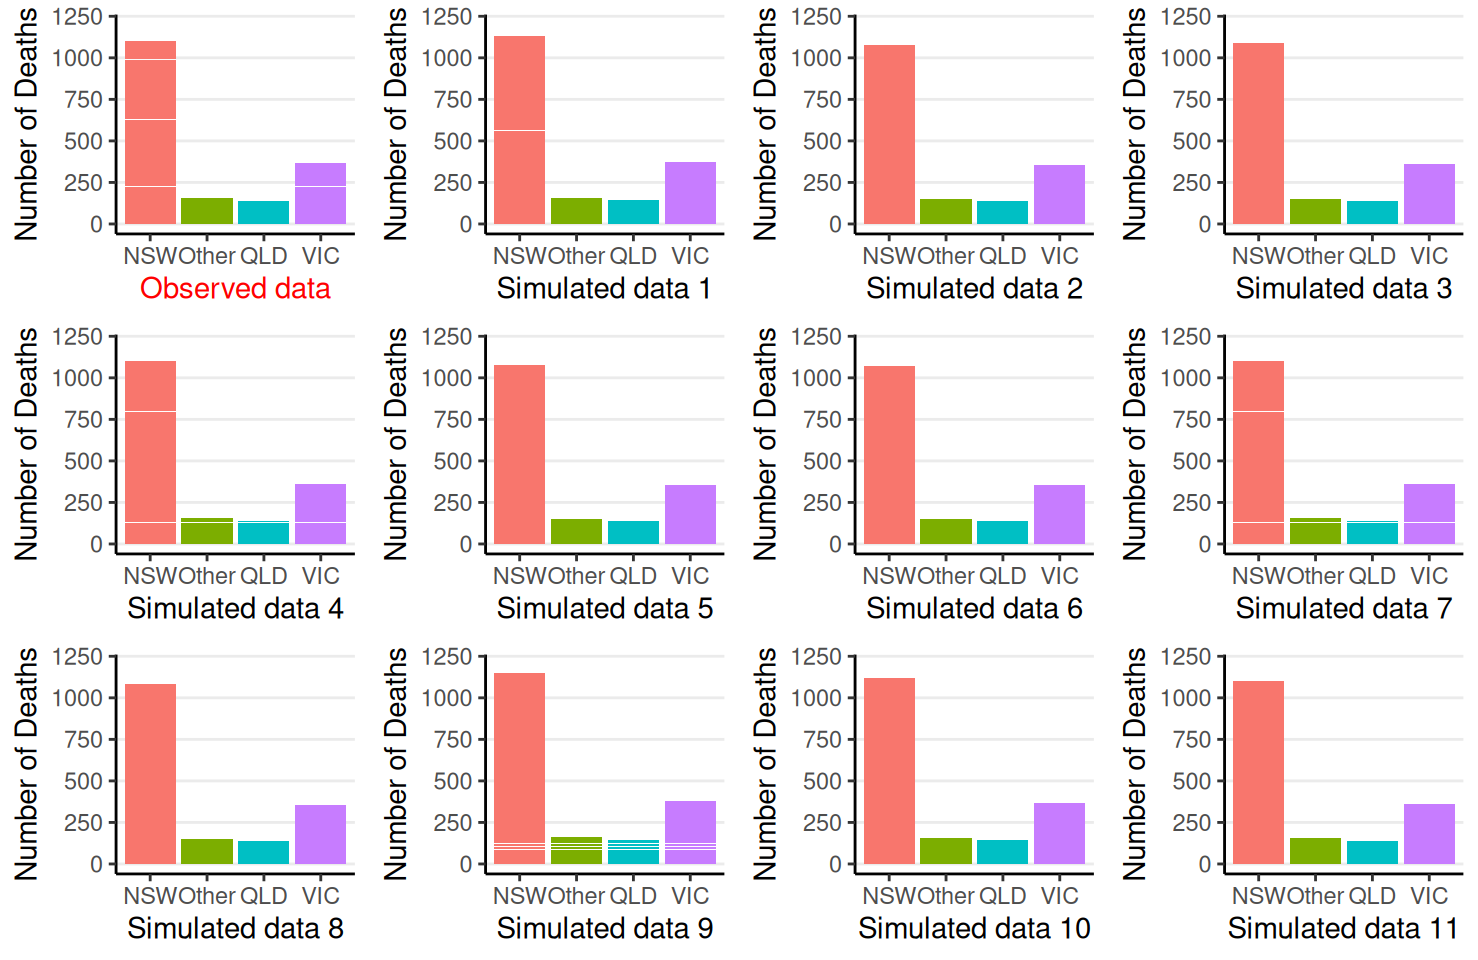 Number of Deaths
1250
1000
750
500
250
0
NSW Other QLD VIC
Observed data
Number of Deaths
1250
1000
750
500
250
0
NSW Other QLD VIC
Simulated data 1
Number of Deaths
1250
1000
750
500
250
0
NSW Other QLD VIC
Simulated data 2
Number of Deaths
1250
1000
750
500
250
0
NSW Other QLD VIC
Simulated data 3
Number of Deaths
1250
1000
750
500
250
0
NSW Other QLD VIC
Simulated data 4
Number of Deaths
1250
1000
750
500
250
0
NSW Other QLD VIC
Simulated data 5
Number of Deaths
1250
1000
750
500
250
0
NSW Other QLD VIC
Simulated data 6
Number of Deaths
1250
1000
750
500
250
0
NSW Other QLD VIC
Simulated data 7
Number of Deaths
1250
1000
750
500
250
0
NSW Other QLD VIC
Simulated data 8
Number of Deaths
1250
1000
750
500
250
0
NSW Other QLD VIC
Simulated data 9
Number of Deaths
1250
1000
750
500
250
0
NSW Other QLD VIC
Simulated data 10
Number of Deaths
1250
1000
750
500
250
0
NSW Other QLD VIC
Simulated data 11